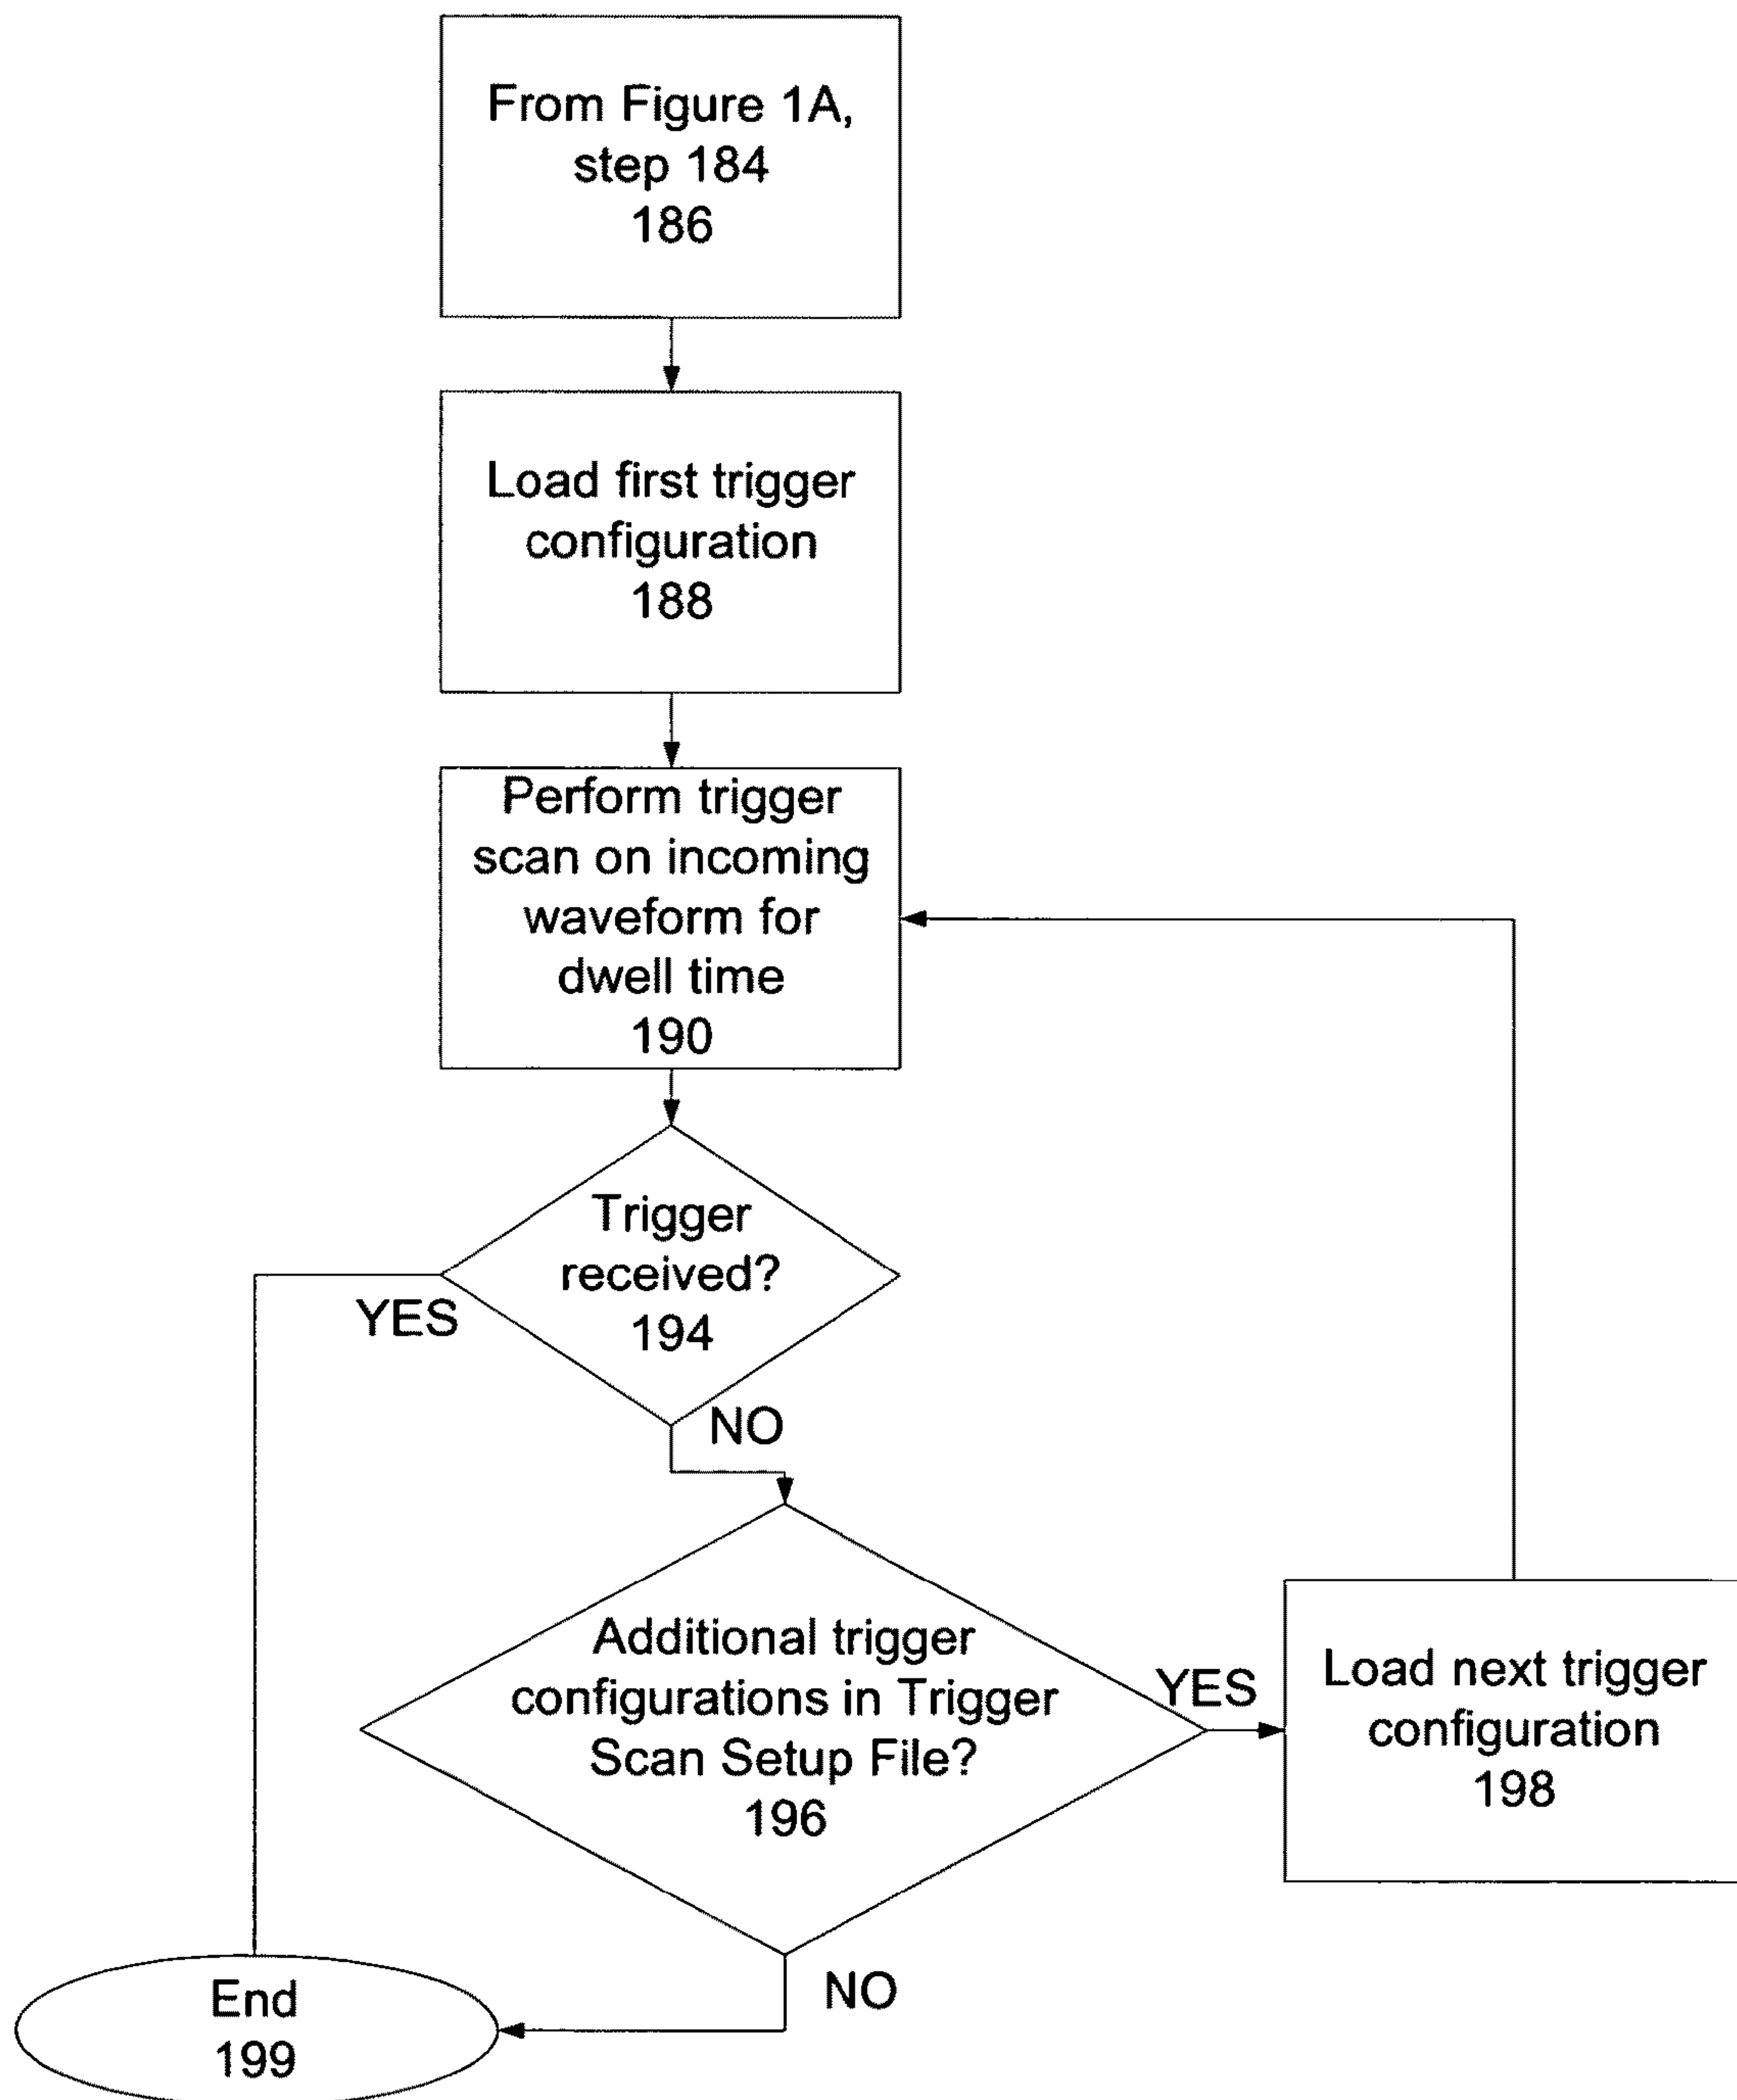 From Figure 1A,
step 184
186
Load first trigger
configuration
188
Perform trigger
scan on incoming
waveform for
dwell time
190
Trigger
received?
194
YES
NO
Additional trigger
configurations in Trigger
Scan Setup File?
196
YES
Load next trigger
configuration
198
NO
End
199